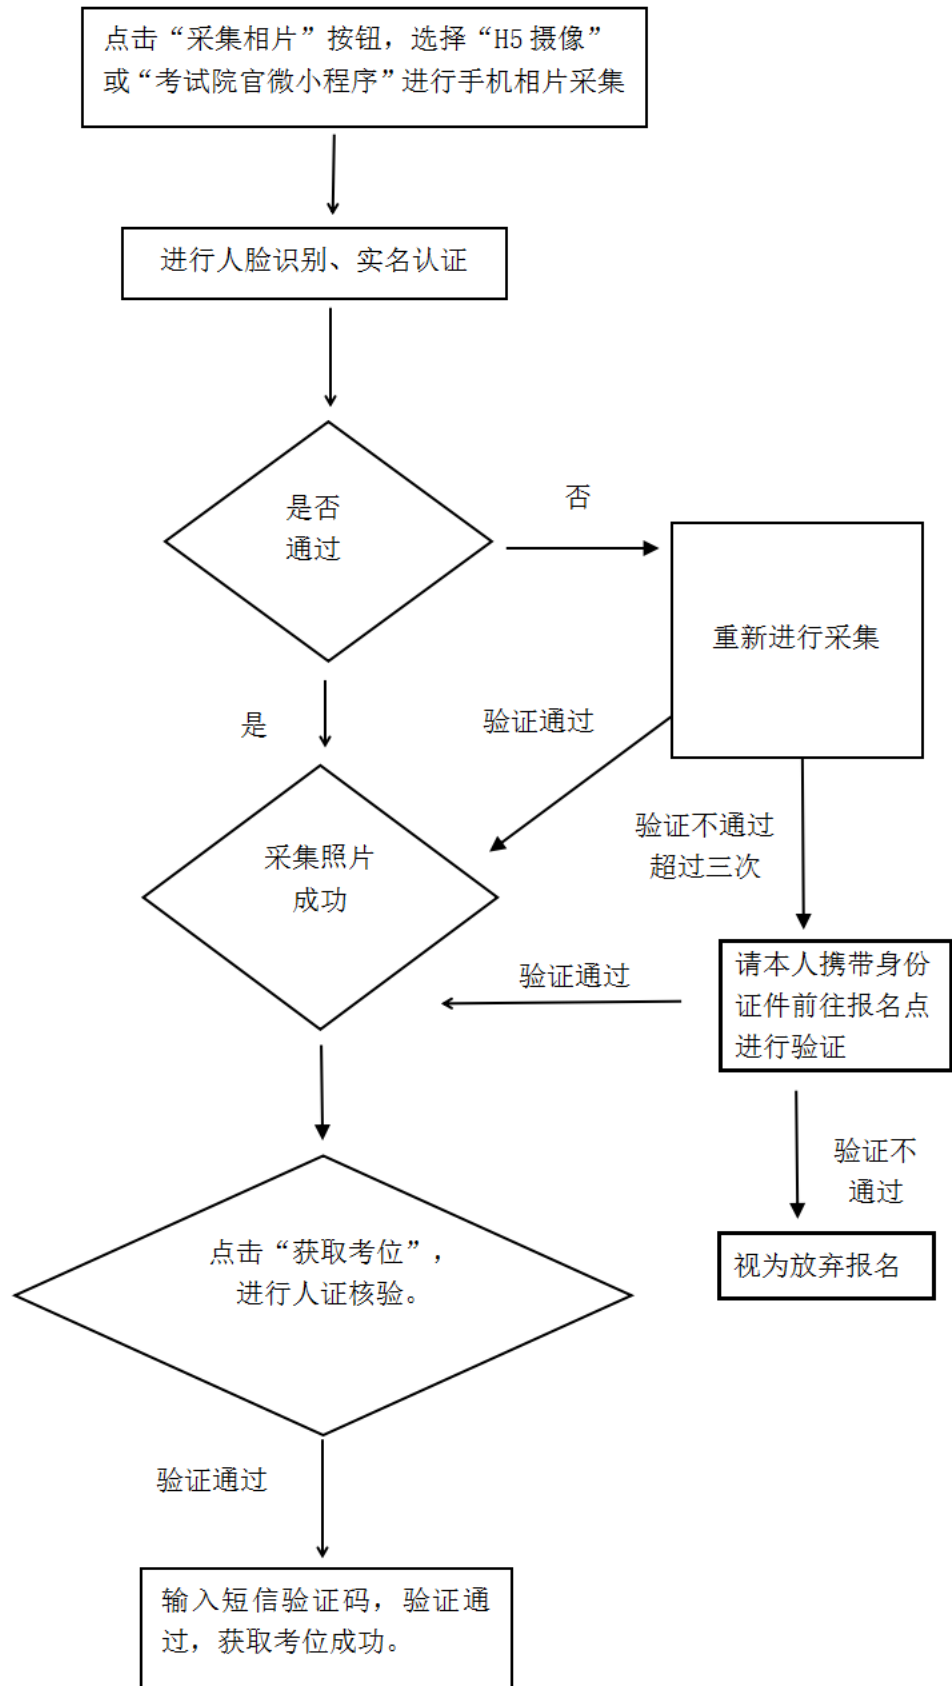 点击“采集相片”按钮，选择“H5摄像”
或“考试院官微小程序”进行手机相片采集
进行人脸识别、实名认证
是否
通过
否
重新进行采集
是
验证通过
采集照片
成功
验证不通过
超过三次
验证通过
请本人携带身份
证件前往报名点
进行验证
验证不
通过
点击“获取考位”，
进行人证核验。
视为放弃报名
验证通过
输入短信验证码，验证通
过，获取考位成功。